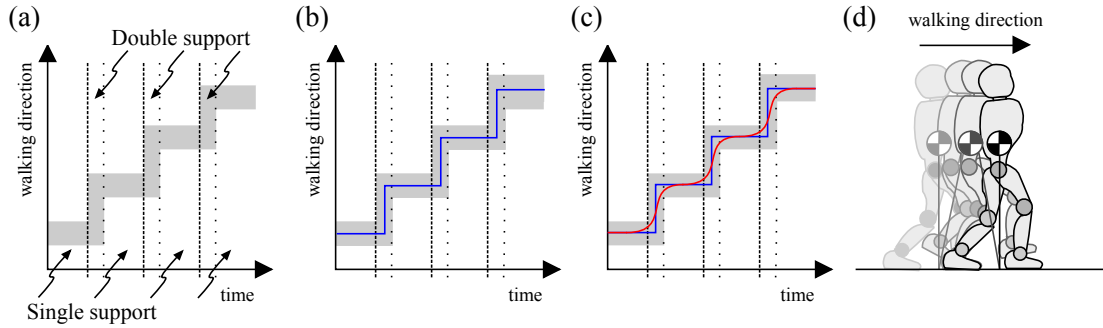 (a)
Double support
walking direction
Single support
time
(b)
walking direction
time
(c)
walking direction
time
(d)
walking direction